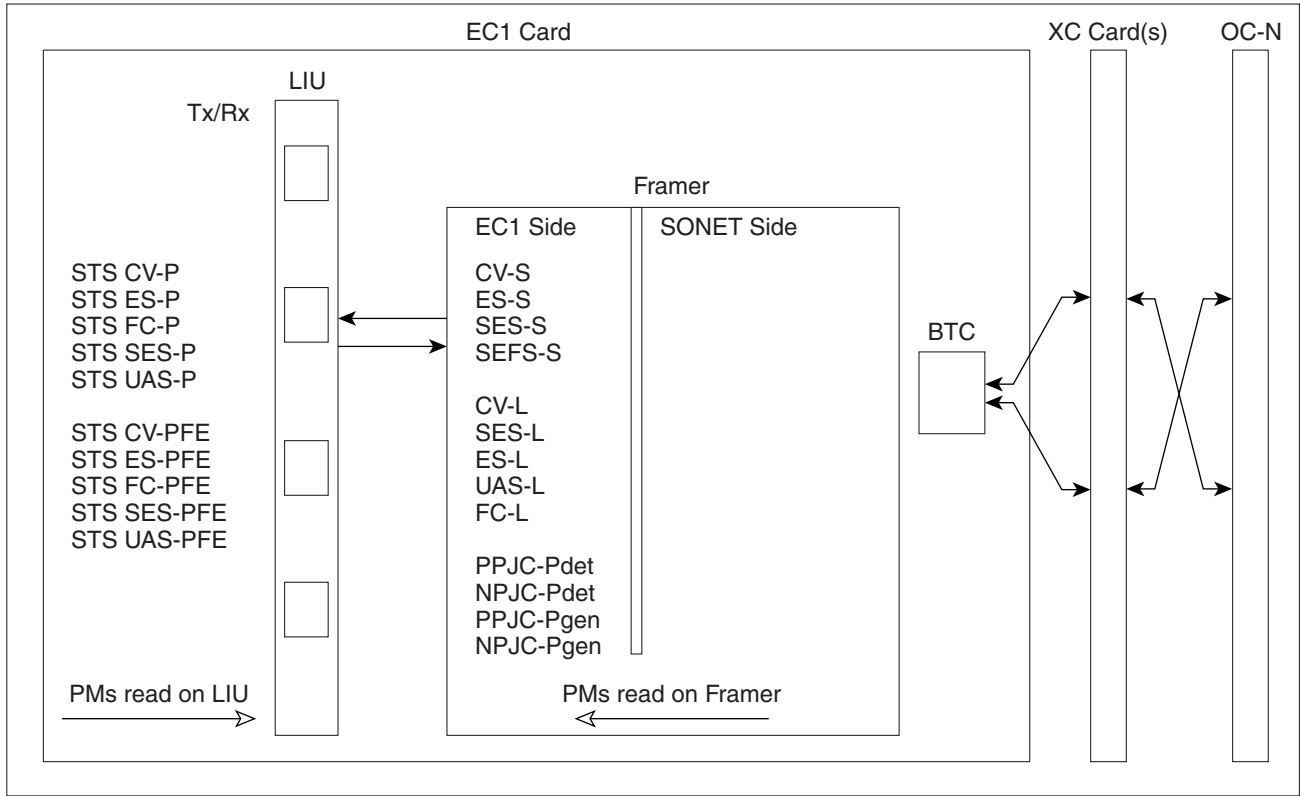 EC1 Card
XC Card(s)
OC-N
LIU
Tx/Rx
Framer
EC1 Side
SONET Side
STS CV-P
STS ES-P
STS FC-P
STS SES-P
STS UAS-P
STS CV-PFE
STS ES-PFE
STS FC-PFE
STS SES-PFE
STS UAS-PFE
CV-S
ES-S
SES-S
SEFS-S
CV-L
SES-L
ES-L
UAS-L
FC-L
PPJC-Pdet
NPJC-Pdet
PPJC-Pgen
NPJC-Pgen
BTC
PMs read on LIU
PMs read on Framer